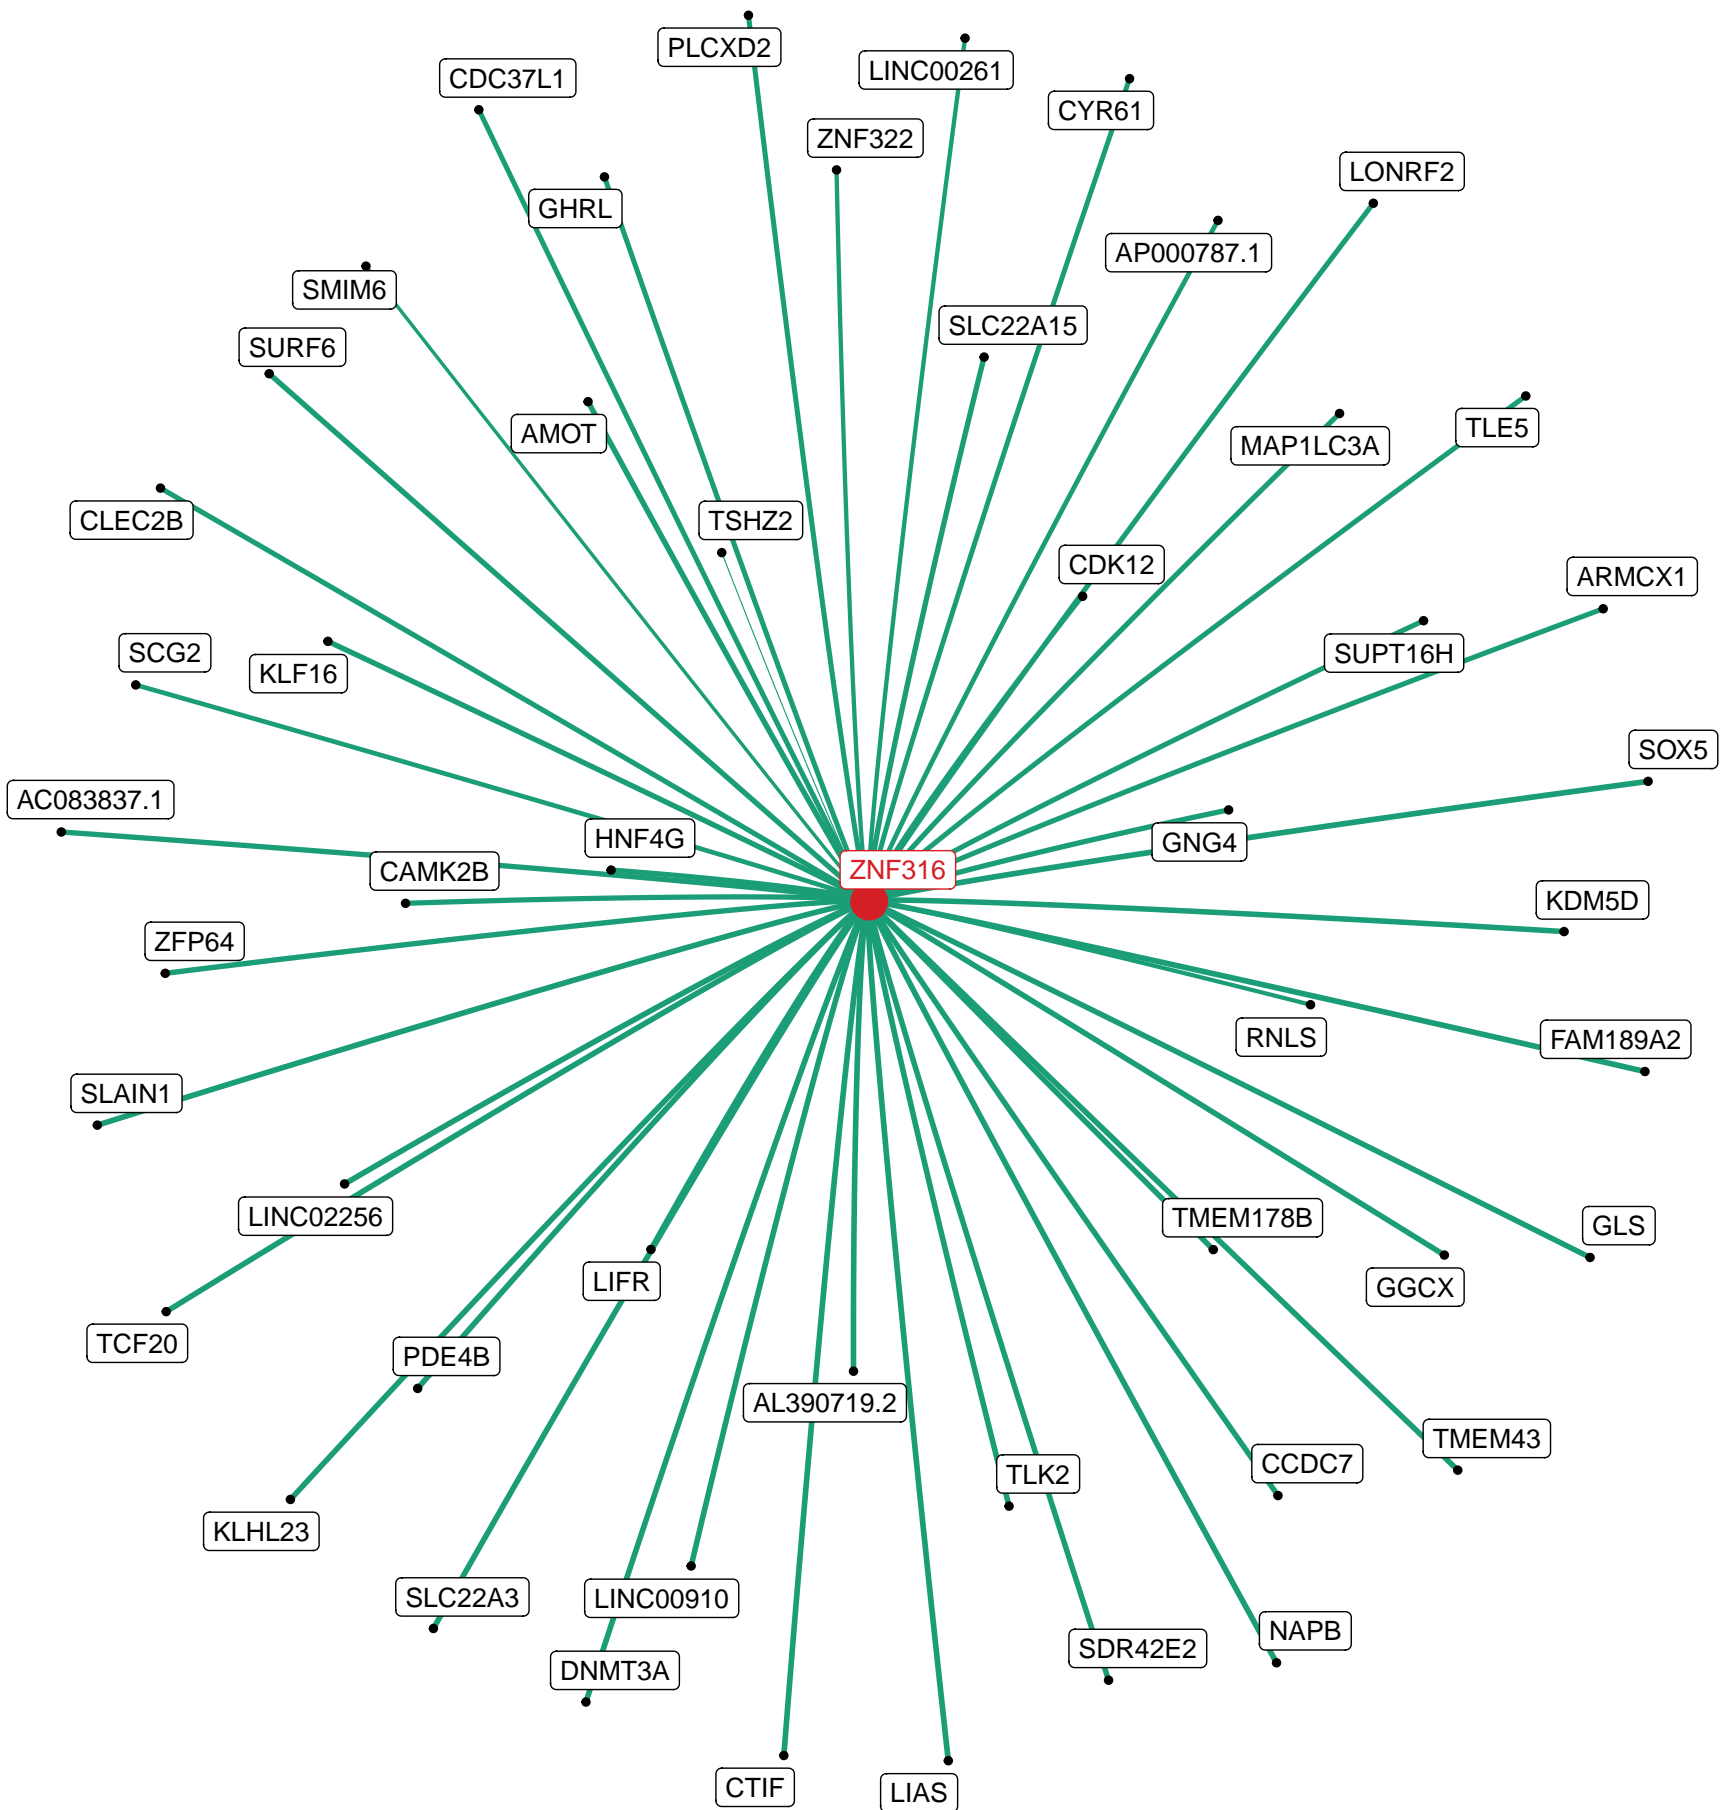 PLCXD2
LINC00261
CDC37L1
CYR61
ZNF322
LONRF2
GHRL
AP000787.1
SMIM6
SLC22A15
SURF6
TLE5
AMOT
MAP1LC3A
CLEC2B
TSHZ2
CDK12
ARMCX1
SCG2
SUPT16H
KLF16
SOX5
AC083837.1
HNF4G
GNG4
CAMK2B
ZNF316
KDM5D
ZFP64
RNLS
FAM189A2
SLAIN1
LINC02256
TMEM178B
GLS
LIFR
GGCX
TCF20
PDE4B
AL390719.2
TMEM43
CCDC7
TLK2
KLHL23
SLC22A3
LINC00910
NAPB
SDR42E2
DNMT3A
CTIF
LIAS